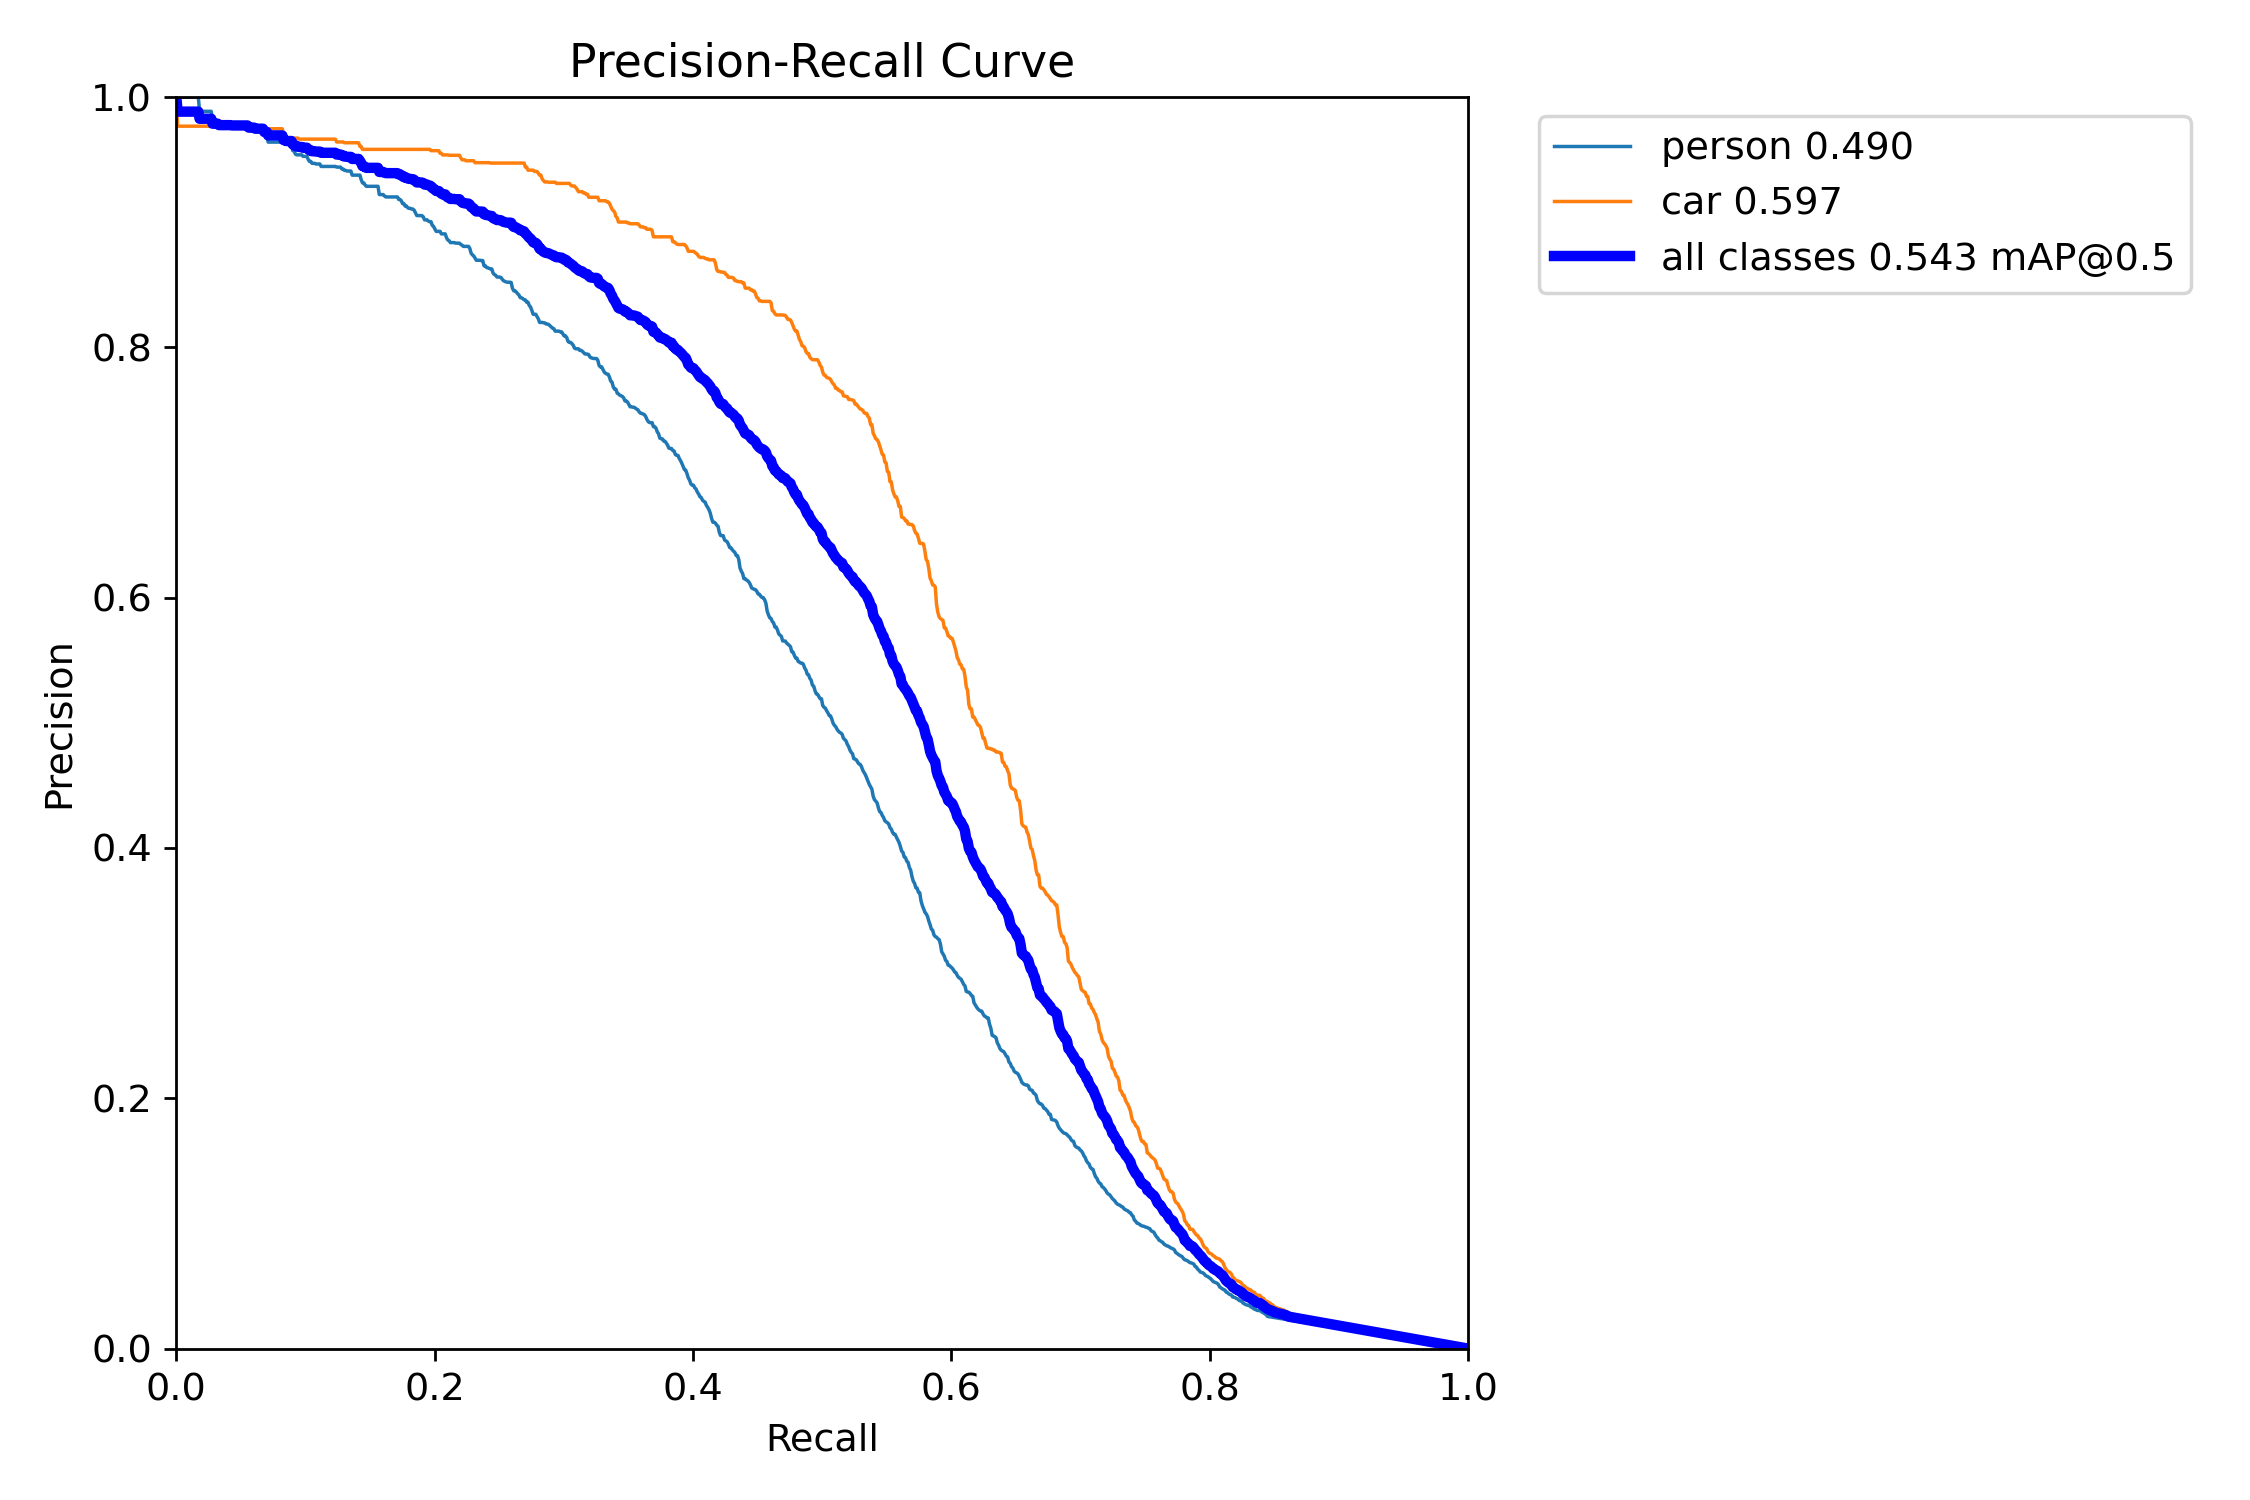 Precision-Recall Curve
1.0
0.8
0.6
0.4
0.2
0.0
Precision
0.0 0.2 0.4 0.6 0.8 1.0
Recall
person 0.490
car 0.597
all classes 0.543 mAP@0.5